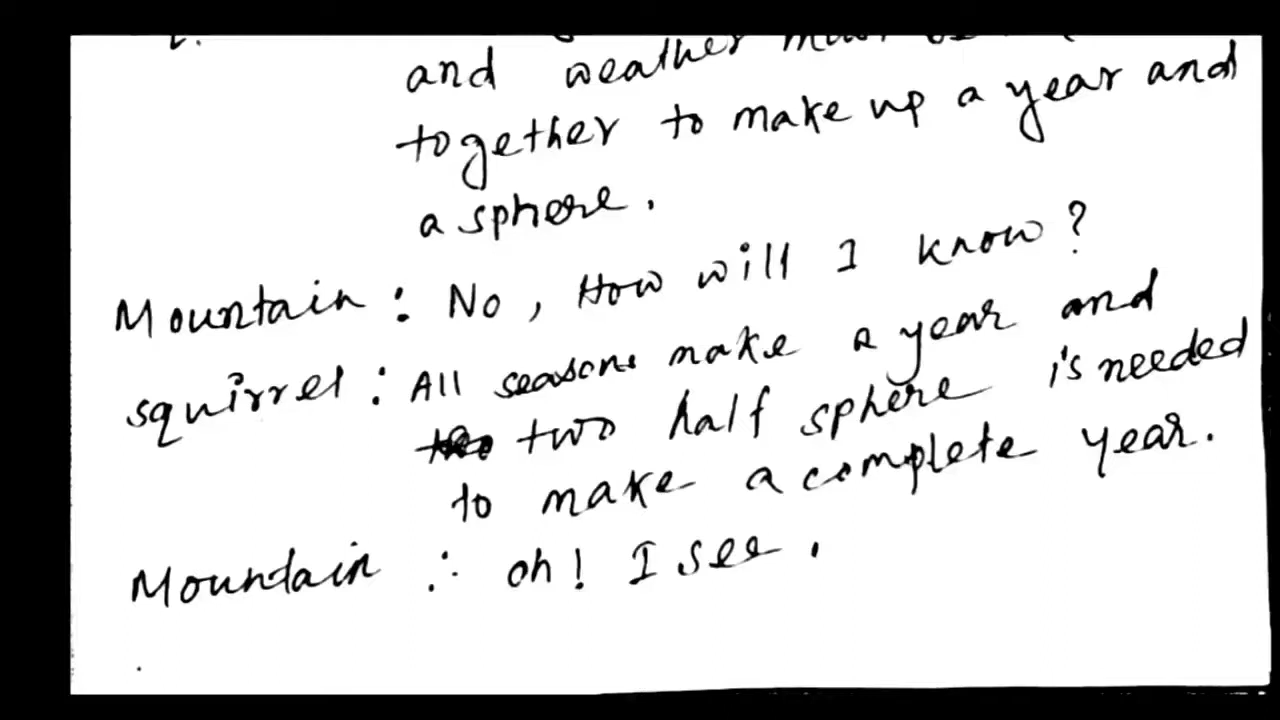 and weather
together to make up a year and
a sphere.
Mountain : No, How will I know?
squirrel : All seasons make a year and
two half sphere is needed
to make a complete year.
Mountain : oh! I see.